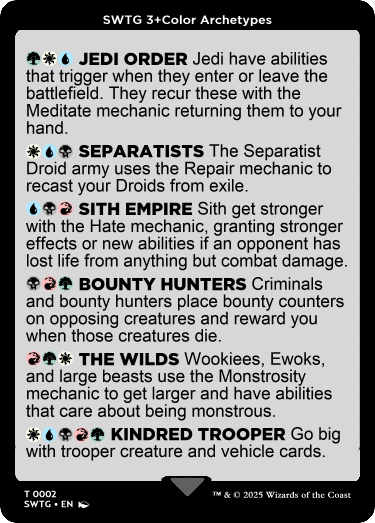 SWTG 3+Color Archetypes
JEDI ORDER Jedi have abilities
that trigger when they enter or leave the
battlefield. They recur these with the
Meditate mechanic returning them to your
hand.
SEPARATISTS The Separatist
Droid army uses the Repair mechanic to
recast your Droids from exile.
SITH EMPIRE Sith get stronger
with the Hate mechanic, granting stronger
effects or new abilities if an opponent has
lost life from anything but combat damage.
BOUNTY HUNTERS Criminals
and bounty hunters place bounty counters
on opposing creatures and reward you
when those creatures die.
THE WILDS Wookiees, Ewoks,
and large beasts use the Monstrosity
mechanic to get larger and have abilities
that care about being monstrous.
KINDRED TROOPER Go big
with trooper creature and vehicle cards.
T 0002
SWTG • EN
™ & © 2025 Wizards of the Coast